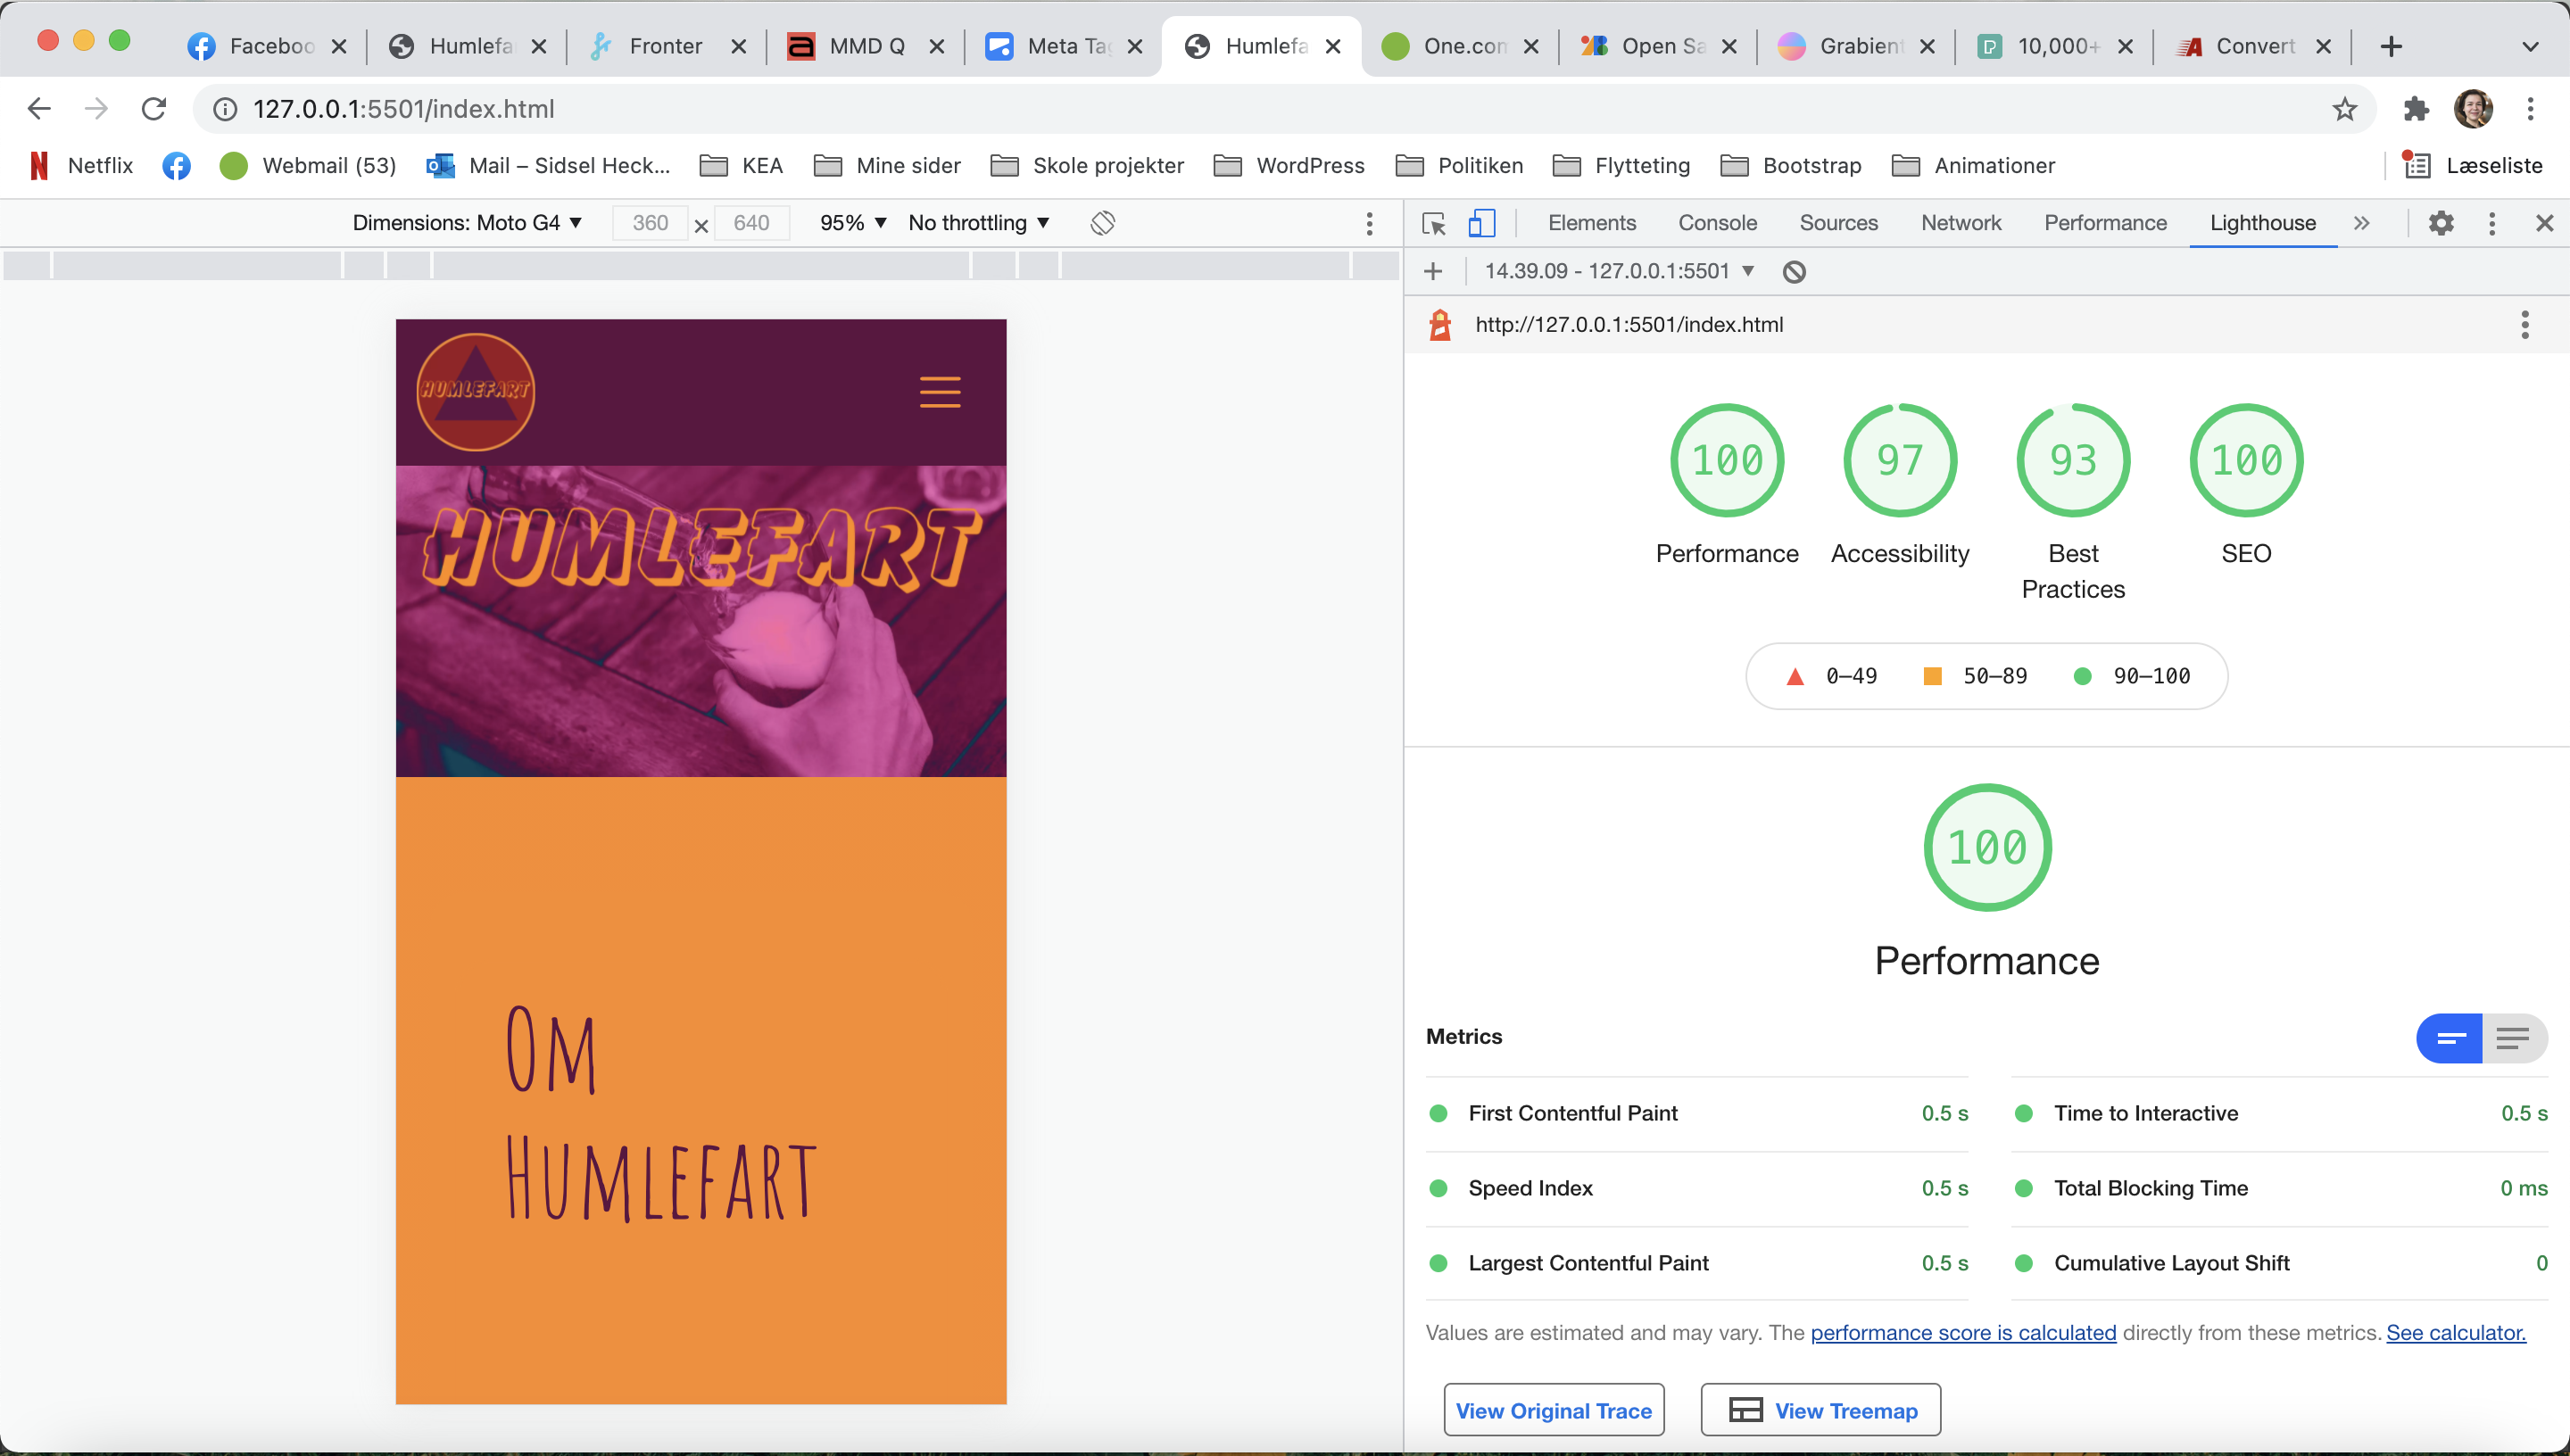 Faceboo
Humlefa
Fronter
MMD Q
Meta Ta
Humlefa
One.com
Open Sa
Grabient
10,000+
Convert
127.0.0.1:5501/index.html
Netflix
Webmail (53)
Mail – Sidsel Heck...
KEA
Mine sider
Skole projekter
WordPress
Politiken
Flytteting
Bootstrap
Animationer
Læseliste
Dimensions: Moto G4 ▼ 360 × 640 95% ▼ No throttling ▼
Elements Console Sources Network Performance Lighthouse »
14.39.09 - 127.0.0.1:5501 ▼
http://127.0.0.1:5501/index.html
HUMLEFART
HUMLEFART
OM
HUMLEFART
100 97 93 100
Performance Accessibility Best Practices SEO
0–49 50–89 90–100
100
Performance
Metrics
First Contentful Paint 0.5 s
Time to Interactive 0.5 s
Speed Index 0.5 s
Total Blocking Time 0 ms
Largest Contentful Paint 0.5 s
Cumulative Layout Shift 0
Values are estimated and may vary. The performance score is calculated directly from these metrics. See calculator.
View Original Trace
View Treemap